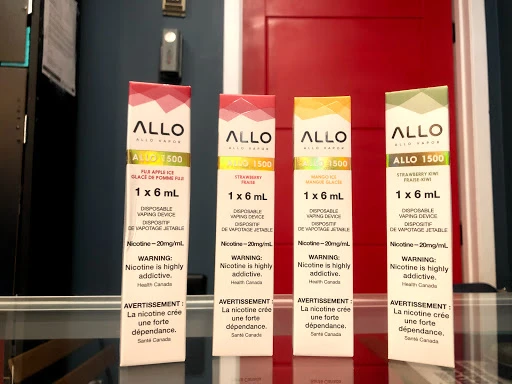 ALLO
ALLO VAPOR
ALLO 1500
FUJI APPLE ICE
GLACE DE POMME FUJI
1 x 6 mL
DISPOSABLE
VAPING DEVICE
DISPOSITIF
DE VAPOTAGE JETABLE
Nicotine – 20mg/mL
WARNING:
Nicotine is highly
addictive.
Health Canada
AVERTISSEMENT :
La nicotine crée
une forte
dépendance.
Santé Canada
ALLO
ALLO VAPOR
ALLO 1500
STRAWBERRY
FRAISE
1 x 6 mL
DISPOSABLE
VAPING DEVICE
DISPOSITIF
DE VAPOTAGE JETABLE
Nicotine – 20mg/mL
WARNING:
Nicotine is highly
addictive.
Health Canada
AVERTISSEMENT :
La nicotine crée
une forte
dépendance.
Santé Canada
ALLO
ALLO VAPOR
ALLO 1500
MANGO ICE
MANGUE GLACÉE
1 x 6 mL
DISPOSABLE
VAPING DEVICE
DISPOSITIF
DE VAPOTAGE JETABLE
Nicotine – 20mg/mL
WARNING:
Nicotine is highly
addictive.
Health Canada
AVERTISSEMENT :
La nicotine crée
une forte
dépendance.
Santé Canada
ALLO
ALLO VAPOR
ALLO 1500
STRAWBERRY KIWI
FRAISE KIWI
1 x 6 mL
DISPOSABLE
VAPING DEVICE
DISPOSITIF
DE VAPOTAGE JETABLE
Nicotine – 20mg/mL
WARNING:
Nicotine is highly
addictive.
Health Canada
AVERTISSEMENT :
La nicotine crée
une forte
dépendance.
Santé Canada